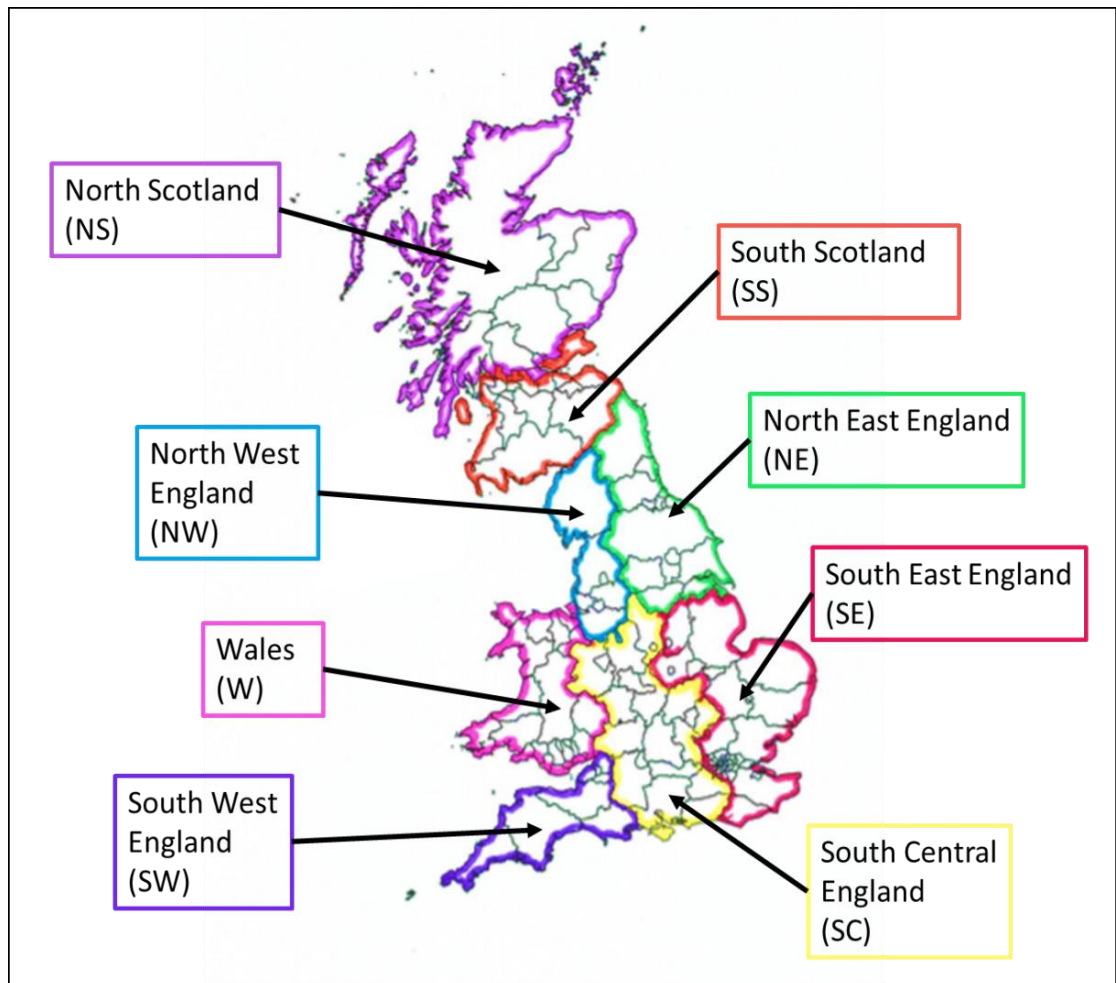 North Scotland
(NS)
South Scotland
(SS)
North East England
(NE)
North West
England
(NW)
South East England
(SE)
Wales
(W)
South West
England
(SW)
South Central
England
(SC)